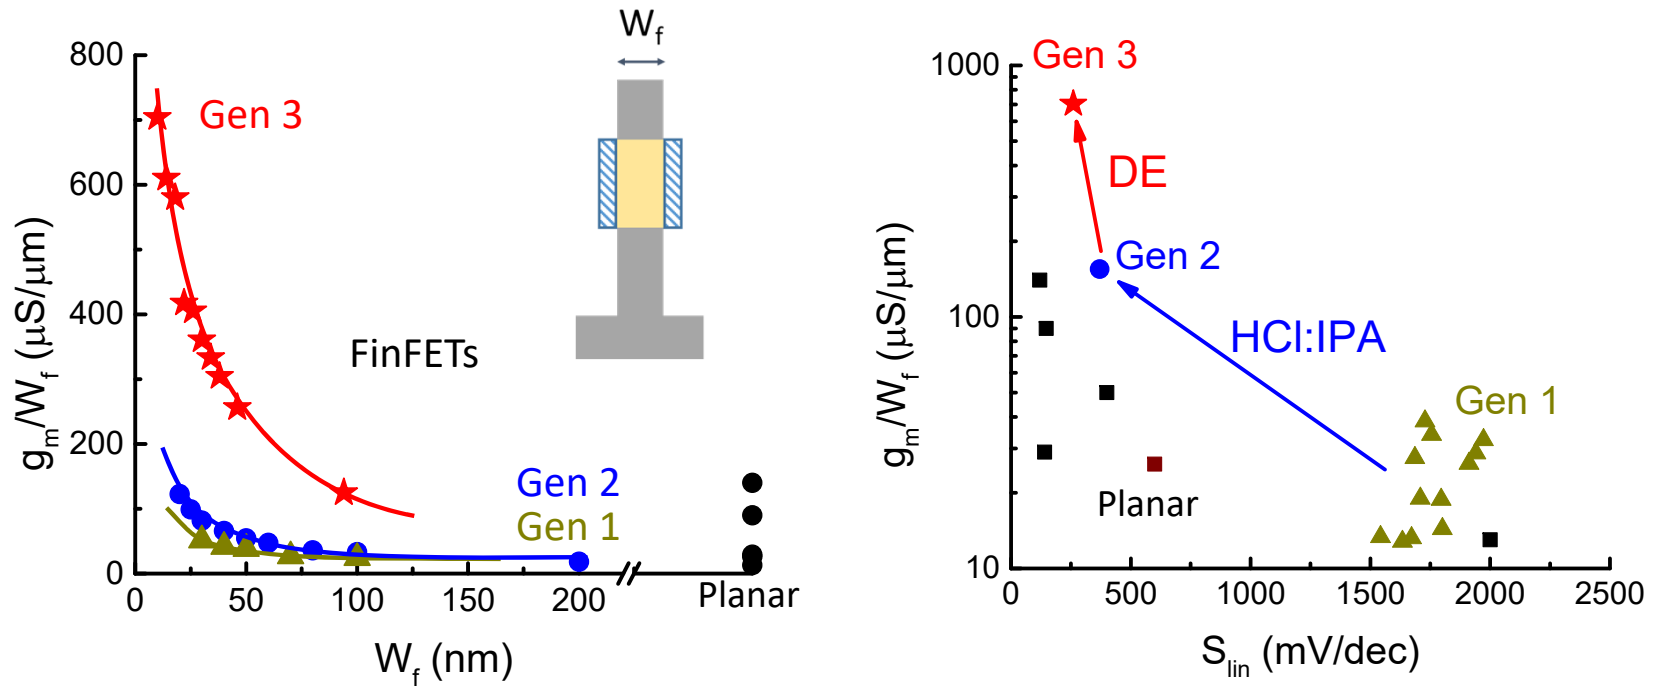 W_f
800
600
400
200
0
g_m/W_f (μS/μm)
Gen 3
FinFETs
Gen 2
Gen 1
Planar
0 50 100 150 200
W_f (nm)
1000
100
10
g_m/W_f (μS/μm)
Gen 3
DE
Gen 2
HCl:IPA
Gen 1
Planar
0 500 1000 1500 2000 2500
S_lin (mV/dec)